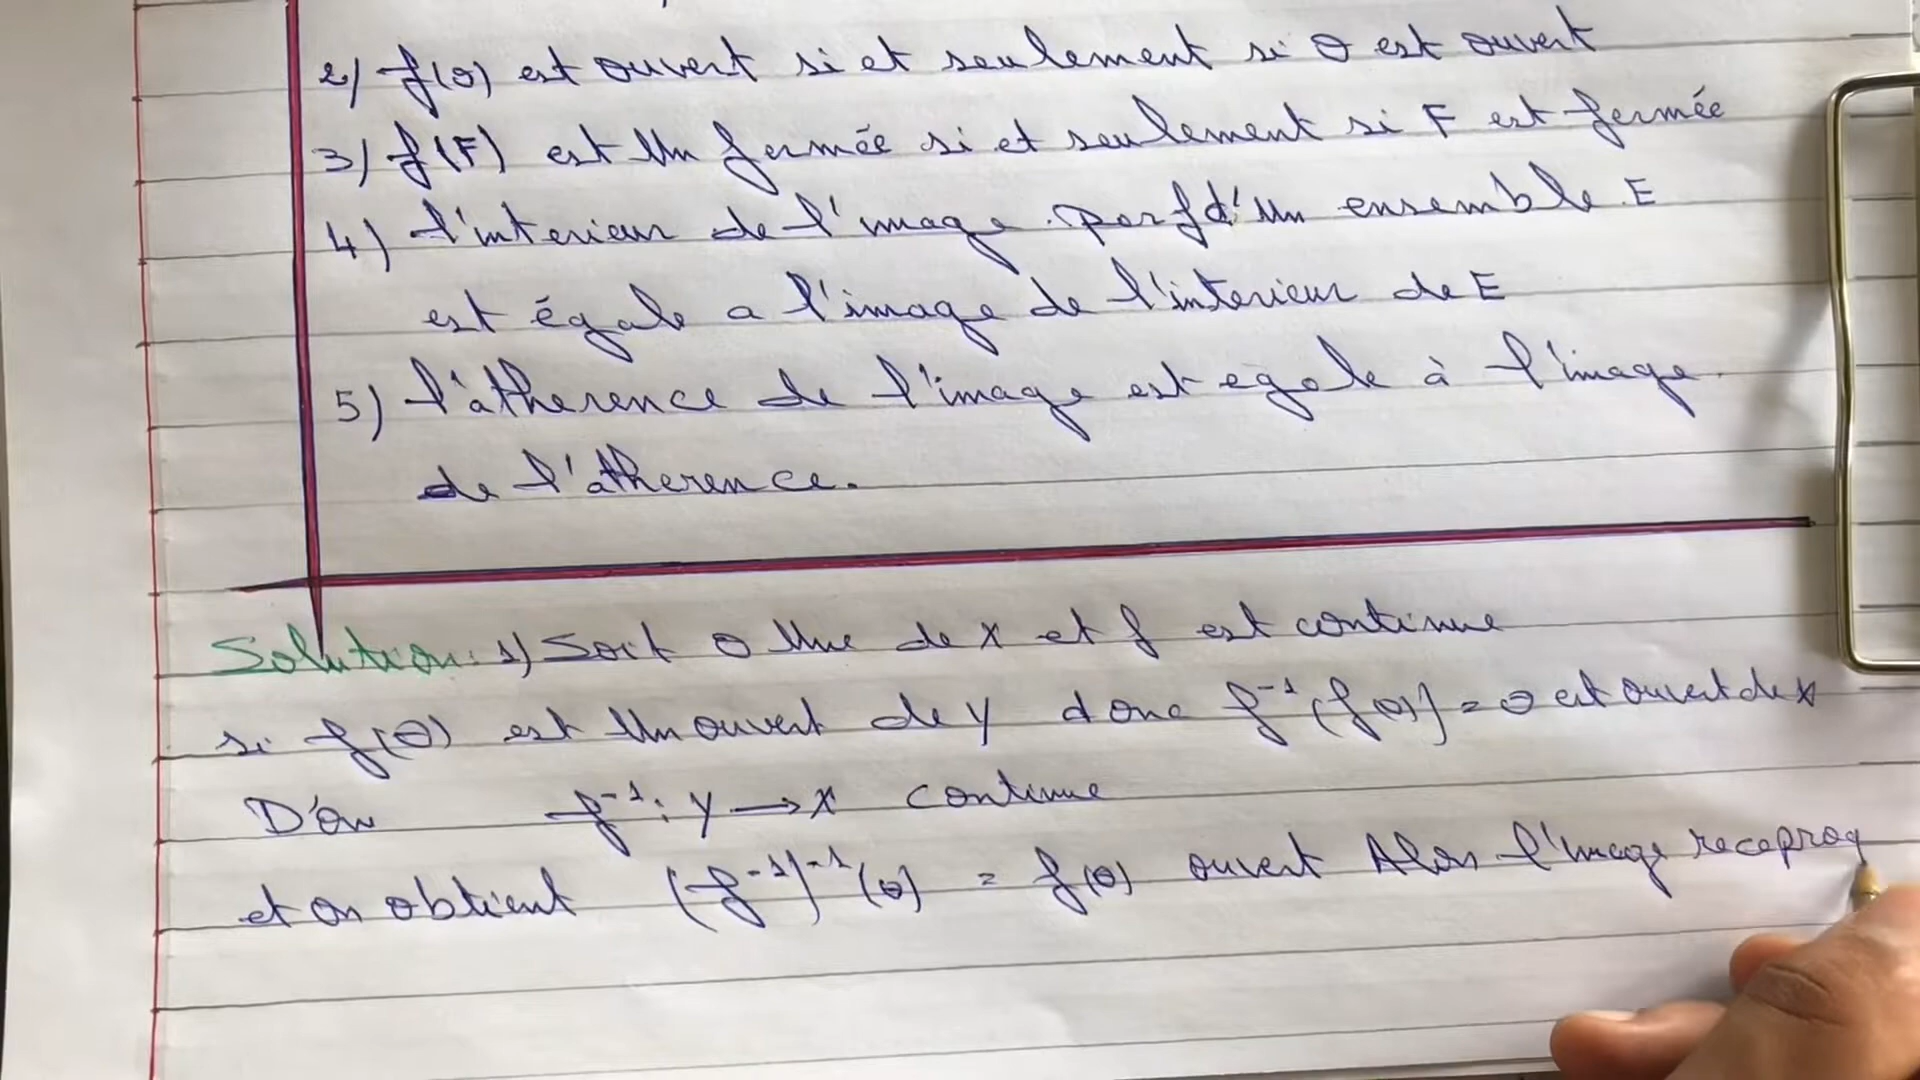 2) f(θ) est ouvert si et seulement si θ est ouvert
3) f(F) est un fermée si et seulement si F est fermée
4) l'interieur de l'image par f d'un ensemble E
est égale a l'image de l'interieur de E
5) l'atherence de l'image est egale à l'image
de l'atherence.
Solution: 1) Soit θ une de X et f est continue
si f(θ) est un ouvert de Y donc f⁻¹(f(θ)) = θ est ouvert de X
D'ou f⁻¹: Y → X continue
et on obtient (f⁻¹)⁻¹(θ) = f(θ) ouvert Alors l'image reciproq